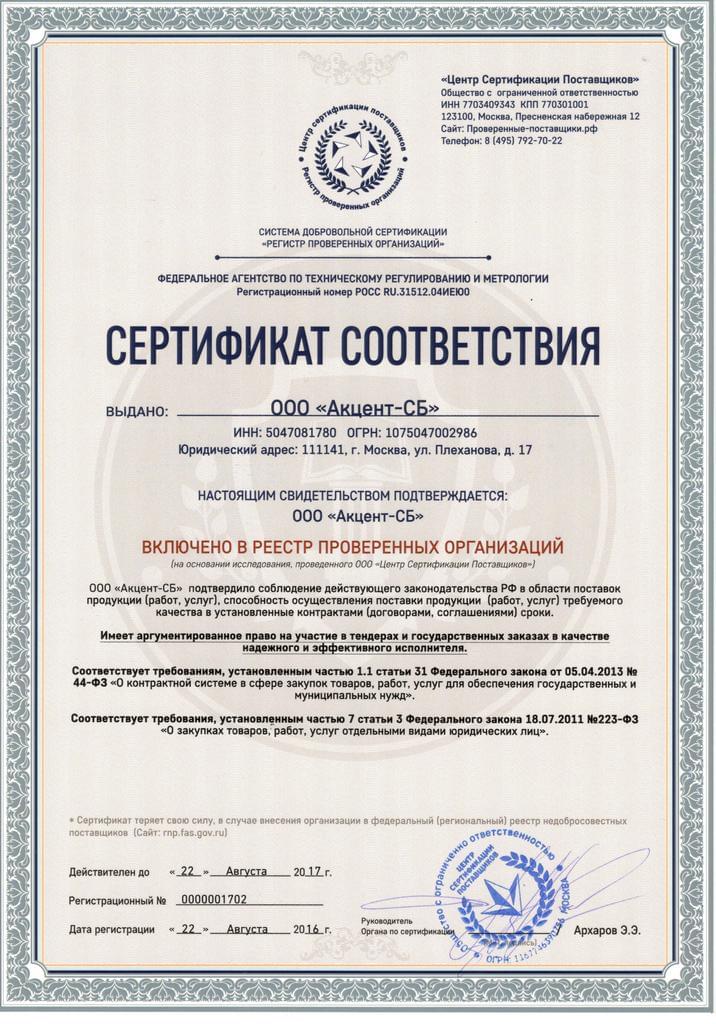 «Центр Сертификации Поставщиков»
Общество с ограниченной ответственностью
ИНН 7703409343 КПП 770301001
123100, Москва, Пресненская набережная 12
Сайт: Проверенные-поставщики.рф
Телефон: 8 (495) 792-70-22
Центр сертификации поставщиков
Регистр проверенных организаций
СИСТЕМА ДОБРОВОЛЬНОЙ СЕРТИФИКАЦИИ
«РЕГИСТР ПРОВЕРЕННЫХ ОРГАНИЗАЦИЙ»
ФЕДЕРАЛЬНОЕ АГЕНТСТВО ПО ТЕХНИЧЕСКОМУ РЕГУЛИРОВАНИЮ И МЕТРОЛОГИИ
Регистрационный номер РОСС RU.31512.04ИЕЮ0
СЕРТИФИКАТ СООТВЕТСТВИЯ
ВЫДАНО: ООО «Акцент-СБ»
ИНН: 5047081780 ОГРН: 1075047002986
Юридический адрес: 111141, г. Москва, ул. Плеханова, д. 17
НАСТОЯЩИМ СВИДЕТЕЛЬСТВОМ ПОДТВЕРЖДАЕТСЯ:
ООО «Акцент-СБ»
ВКЛЮЧЕНО В РЕЕСТР ПРОВЕРЕННЫХ ОРГАНИЗАЦИЙ
(на основании исследования, проведенного ООО «Центр Сертификации Поставщиков»)
ООО «Акцент-СБ» подтвердило соблюдение действующего законодательства РФ в области поставок
продукции (работ, услуг), способность осуществления поставки продукции (работ, услуг) требуемого
качества в установленные контрактами (договорами, соглашениями) сроки.
Имеет аргументированное право на участие в тендерах и государственных заказах в качестве
надежного и эффективного исполнителя.
Соответствует требованиям, установленным частью 1.1 статьи 31 Федерального закона от 05.04.2013 №
44-ФЗ «О контрактной системе в сфере закупок товаров, работ, услуг для обеспечения государственных и
муниципальных нужд».
Соответствует требования, установленным частью 7 статьи 3 Федерального закона 18.07.2011 №223-ФЗ
«О закупках товаров, работ, услуг отдельными видами юридических лиц».
* Сертификат теряет свою силу, в случае внесения организации в федеральный (региональный) реестр недобросовестных
поставщиков (Сайт: rnp.fas.gov.ru)
Действителен до « 22 » Августа 2017 г.
Регистрационный № 0000001702
Дата регистрации « 22 » Августа 2016 г.
Руководитель
Органа по сертификации
Архаров Э.Э.
Общество с ограниченной ответственностью
ЦЕНТР
СЕРТИФИКАЦИИ
ПОСТАВЩИКОВ
МОСКВА
ОГРН: